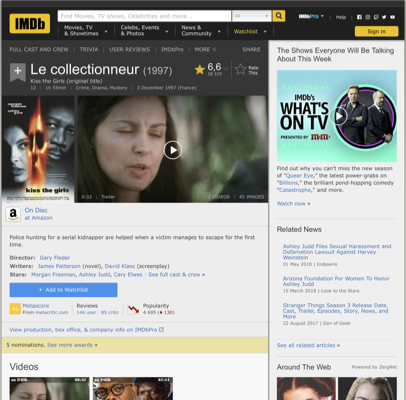 IMDb
Find Movies, TV shows, Celebrities and more...
All
IMDbPro
Help
Movies, TV & Showtimes
Celebs, Events & Photos
News & Community
Watchlist
Sign in
FULL CAST AND CREW | TRIVIA | USER REVIEWS | IMDbPro | MORE
SHARE
Le collectionneur (1997)
Kiss the Girls (original title)
12 | 1h 55min | Crime, Drama, Mystery | 3 December 1997 (France)
6,6
Rate This
kiss the girls
0:32 | Trailer
2 VIDEOS | 45 IMAGES
On Disc
at Amazon
Police hunting for a serial kidnapper are helped when a victim manages to escape for the first
time.
Director: Gary Fleder
Writers: James Patterson (novel), David Klass (screenplay)
Stars: Morgan Freeman, Ashley Judd, Cary Elwes | See full cast & crew »
+ Add to Watchlist
Metascore
From metacritic.com
Reviews
146 user | 85 critic
Popularity
4 695
View production, box office, & company info on IMDbPro
5 nominations. See more awards »
Videos
The Shows Everyone Will Be Talking
About This Week
IMDb's
WHAT'S
ON TV
PRESENTED BY
Find out why you can't miss the new season
of "Queer Eye," the latest power-grabs on
"Billions," the brilliant pond-hopping comedy
"Catastrophe," and more.
Watch now »
Related News
Ashley Judd Files Sexual Harassment and
Defamation Lawsuit Against Harvey
Weinstein
01 May 2018 | Indiewire
Arizona Foundation For Women To Honor
Ashley Judd
15 March 2018 | Look to the Stars
Stranger Things Season 3 Release Date,
Cast, Trailer, Episodes, Story, News, and
More
22 August 2017 | Den of Geek
See all related articles »
Around The Web
Powered by ZergNet